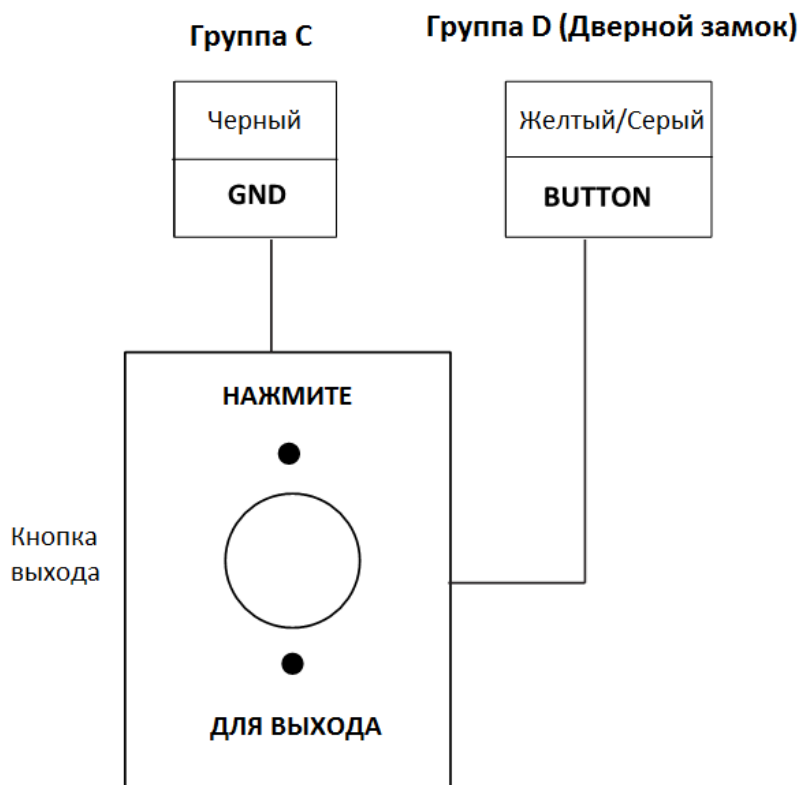 Группа C
Группа D (Дверной замок)
Черный
Желтый/Серый
GND
BUTTON
НАЖМИТЕ
Кнопка
выхода
ДЛЯ ВЫХОДА